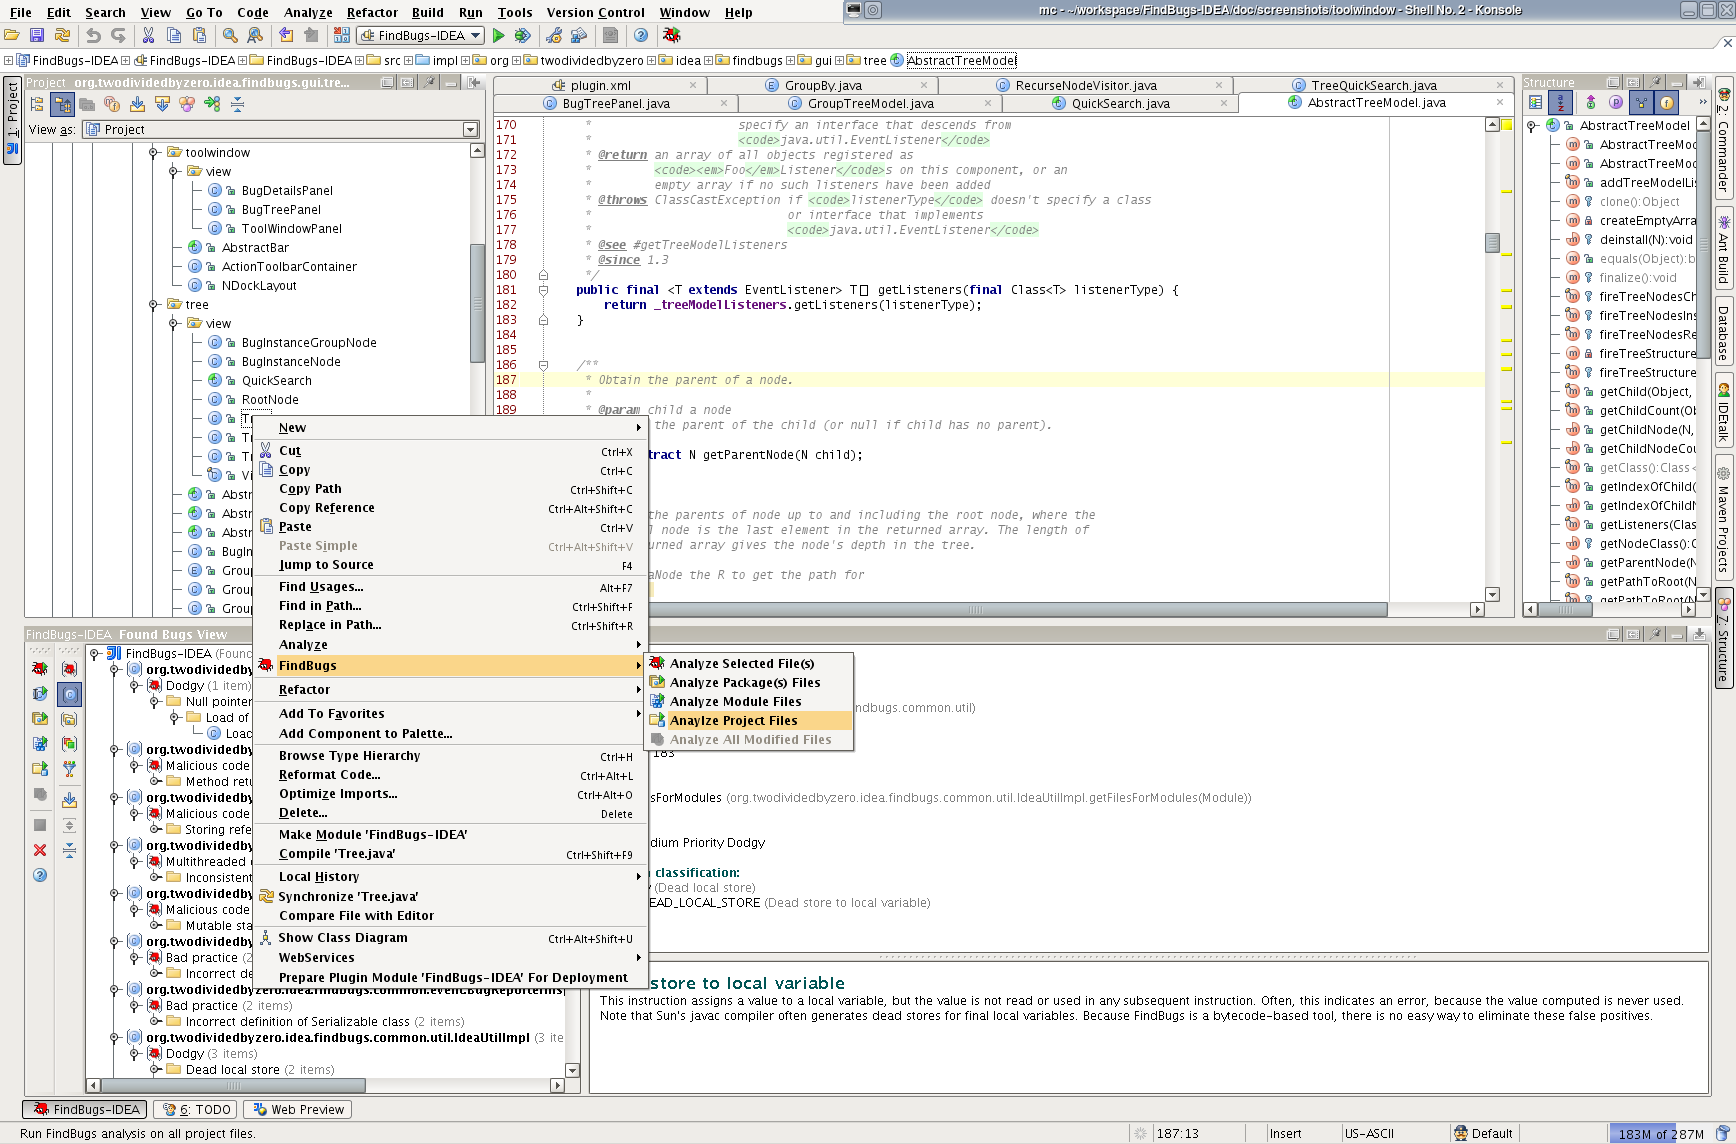 File Edit Search View Go To Code Analyze Refactor Build Run Tools Version Control Window Help
mc - ~/workspace/FindBugs-IDEA/doc/screenshots/toolwindow - Shell No. 2 - Konsole
FindBugs-IDEA
FindBugs-IDEA FindBugs-IDEA FindBugs-IDEA src impl org twodividedbyzero idea findbugs gui tree AbstractTreeModel
1: Project
Project org.twodividedbyzero.idea.findbugs.gui.tre...
View as: Project
toolwindow
view
BugDetailsPanel
BugTreePanel
ToolWindowPanel
AbstractBar
ActionToolbarContainer
NDockLayout
tree
view
BugInstanceGroupNode
BugInstanceNode
QuickSearch
RootNode
Abstr
Abstr
Abstr
BugIn
Group
Group
Group
plugin.xml GroupBy.java RecurseNodeVisitor.java TreeQuickSearch.java
BugTreePanel.java GroupTreeModel.java QuickSearch.java AbstractTreeModel.java
170 * specify an interface that descends from
171 * <code>java.util.EventListener</code>
172 * @return an array of all objects registered as
173 * <code><em>Foo</em>Listener</code>s on this component, or an
174 * empty array if no such listeners have been added
175 * @throws ClassCastException if <code>listenerType</code> doesn't specify a class
176 * or interface that implements
177 * <code>java.util.EventListener</code>
178 * @see #getTreeModelListeners
179 * @since 1.3
180 */
181 public final <T extends EventListener> T[] getListeners(final Class<T> listenerType) {
182 return _treeModelListeners.getListeners(listenerType);
183 }
184
185
186 /**
187 * Obtain the parent of a node.
188 *
189 * @param child a node
the parent of the child (or null if child has no parent).
tract N getParentNode(N child);
the parents of node up to and including the root node, where the
l node is the last element in the returned array. The length of
urned array gives the node's depth in the tree.
aNode the R to get the path for
Structure
AbstractTreeModel
AbstractTreeMod
AbstractTreeMod
addTreeModelLis
clone():Object
createEmptyArra
deinstall(N):void
equals(Object):b
finalize():void
fireTreeNodesCh
fireTreeNodesIns
fireTreeNodesRe
fireTreeStructure
fireTreeStructure
getChild(Object,
getChildCount(Ob
getChildNode(N,
getChildNodeCou
getClass():Class<
getIndexOfChild(
getIndexOfChildN
getListeners(Clas
getNodeClass():C
getParentNode(N
getPathToRoot(N
getPathToRoot(N
2: Commander
Ant Build
Database
IDEtalk
Maven Projects
Z: Structure
New
Cut Ctrl+X
Copy Ctrl+C
Copy Path Ctrl+Shift+C
Copy Reference Ctrl+Alt+Shift+C
Paste Ctrl+V
Paste Simple Ctrl+Alt+Shift+V
Jump to Source F4
Find Usages... Alt+F7
Find in Path... Ctrl+Shift+F
Replace in Path... Ctrl+Shift+R
Analyze
FindBugs
Refactor
Add To Favorites
Add Component to Palette...
Browse Type Hierarchy Ctrl+H
Reformat Code... Ctrl+Alt+L
Optimize Imports... Ctrl+Alt+O
Delete... Delete
Make Module 'FindBugs-IDEA'
Compile 'Tree.java' Ctrl+Shift+F9
Local History
Synchronize 'Tree.java'
Compare File with Editor
Show Class Diagram Ctrl+Alt+Shift+U
WebServices
Prepare Plugin Module 'FindBugs-IDEA' For Deployment
Analyze Selected File(s)
Analyze Package(s) Files
Analyze Module Files
Anaylze Project Files
Analyze All Modified Files
FindBugs-IDEA Found Bugs View
FindBugs-IDEA (Found
org.twodividedby
Dodgy (1 item)
Null pointer
Load of
Load
org.twodividedby
Malicious code
Method retu
org.twodividedby
Malicious code
Storing refe
org.twodividedby
Multithreaded
Inconsistent
org.twodividedby
Malicious code
Mutable sta
org.twodividedby
Bad practice (2
Incorrect de
org.twodividedbyzero.idea.findbugs.common.event.BugReporterInsp
Bad practice (2 items)
Incorrect definition of Serializable class (2 items)
org.twodividedbyzero.idea.findbugs.common.util.IdeaUtilImpl (3 ite
Dodgy (3 items)
Dead local store (2 items)
ndbugs.common.util)
183
sForModules (org.twodividedbyzero.idea.findbugs.common.util.IdeaUtilImpl.getFilesForModules(Module))
dium Priority Dodgy
classification:
(Dead local store)
EAD_LOCAL_STORE (Dead store to local variable)
store to local variable
This instruction assigns a value to a local variable, but the value is not read or used in any subsequent instruction. Often, this indicates an error, because the value computed is never used.
Note that Sun's javac compiler often generates dead stores for final local variables. Because FindBugs is a bytecode-based tool, there is no easy way to eliminate these false positives.
FindBugs-IDEA 6: TODO Web Preview
Run FindBugs analysis on all project files. 187:13 Insert US-ASCII Default 183M of 287M